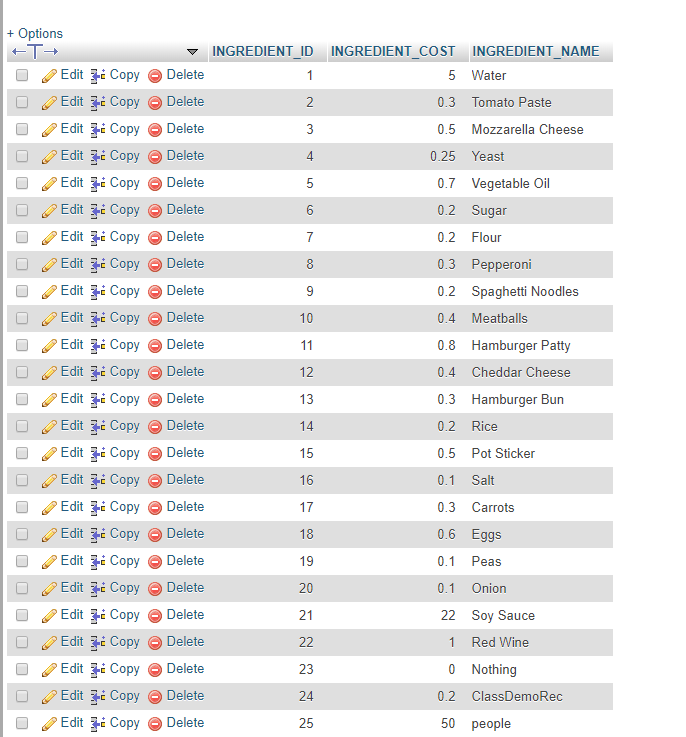 + Options
INGREDIENT_ID INGREDIENT_COST INGREDIENT_NAME
Edit Copy Delete 1 5 Water
Edit Copy Delete 2 0.3 Tomato Paste
Edit Copy Delete 3 0.5 Mozzarella Cheese
Edit Copy Delete 4 0.25 Yeast
Edit Copy Delete 5 0.7 Vegetable Oil
Edit Copy Delete 6 0.2 Sugar
Edit Copy Delete 7 0.2 Flour
Edit Copy Delete 8 0.3 Pepperoni
Edit Copy Delete 9 0.2 Spaghetti Noodles
Edit Copy Delete 10 0.4 Meatballs
Edit Copy Delete 11 0.8 Hamburger Patty
Edit Copy Delete 12 0.4 Cheddar Cheese
Edit Copy Delete 13 0.3 Hamburger Bun
Edit Copy Delete 14 0.2 Rice
Edit Copy Delete 15 0.5 Pot Sticker
Edit Copy Delete 16 0.1 Salt
Edit Copy Delete 17 0.3 Carrots
Edit Copy Delete 18 0.6 Eggs
Edit Copy Delete 19 0.1 Peas
Edit Copy Delete 20 0.1 Onion
Edit Copy Delete 21 22 Soy Sauce
Edit Copy Delete 22 1 Red Wine
Edit Copy Delete 23 0 Nothing
Edit Copy Delete 24 0.2 ClassDemoRec
Edit Copy Delete 25 50 people